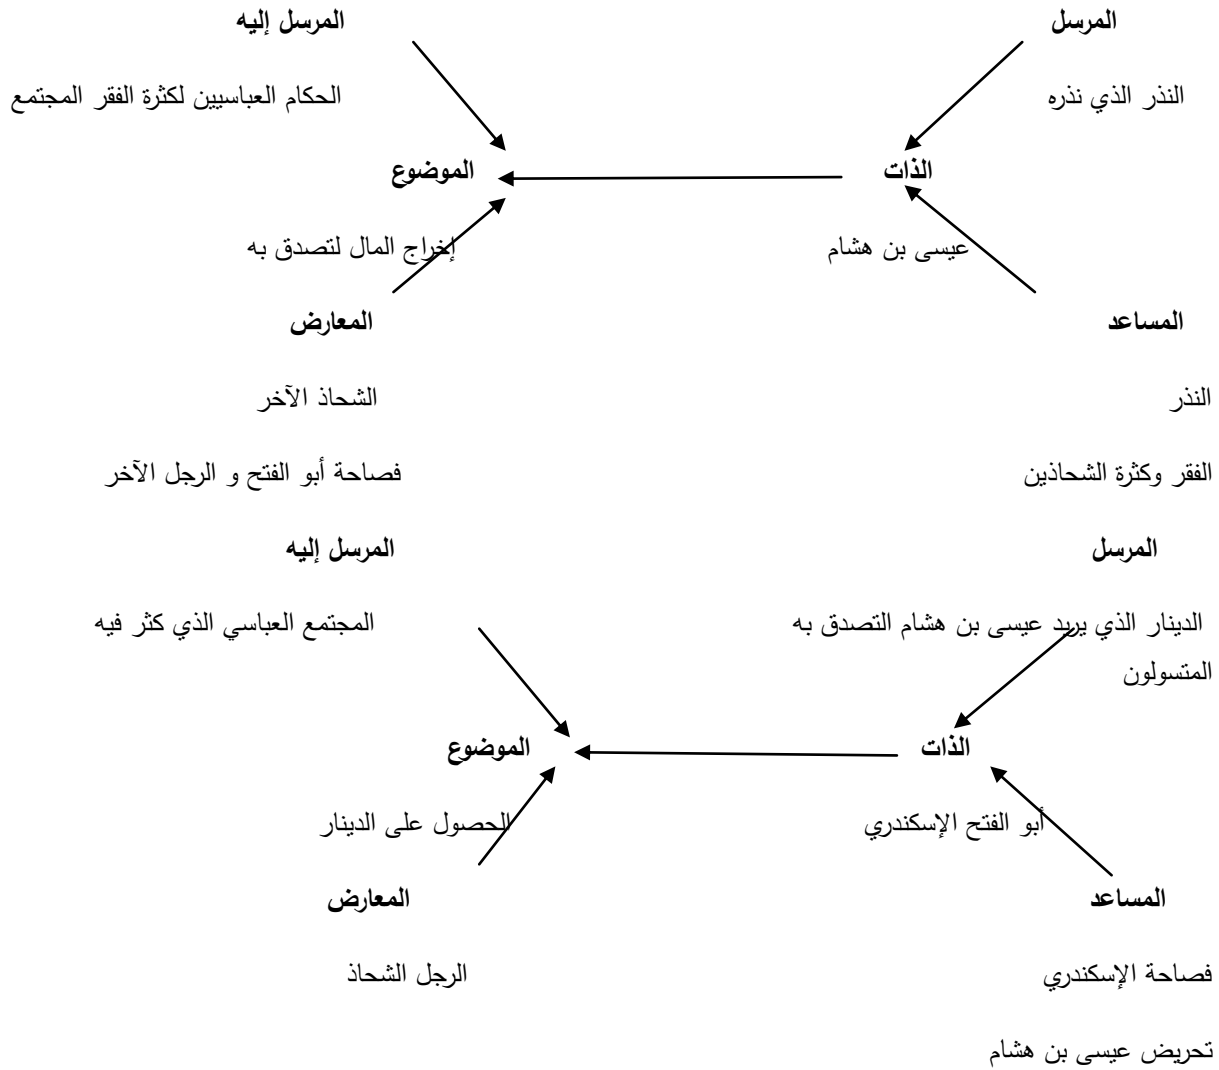 المرسل المرسل إليه
النذر الذي نذره الحكام العباسيين لكثرة الفقر المجتمع
الذات الموضوع
عيسى بن هشام إخراج المال لتصدق به
المساعد المعارض
النذر الشحاذ الآخر
الفقر وكثرة الشحاذين فصاحة أبو الفتح و الرجل الآخر
المرسل المرسل إليه
الدينار الذي يريد عيسى بن هشام التصدق به المجتمع العباسي الذي كثر فيه
المتسولون
الذات الموضوع
أبو الفتح الإسكندري الحصول على الدينار
المساعد المعارض
فصاحة الإسكندري الرجل الشحاذ
تحريض عيسى بن هشام